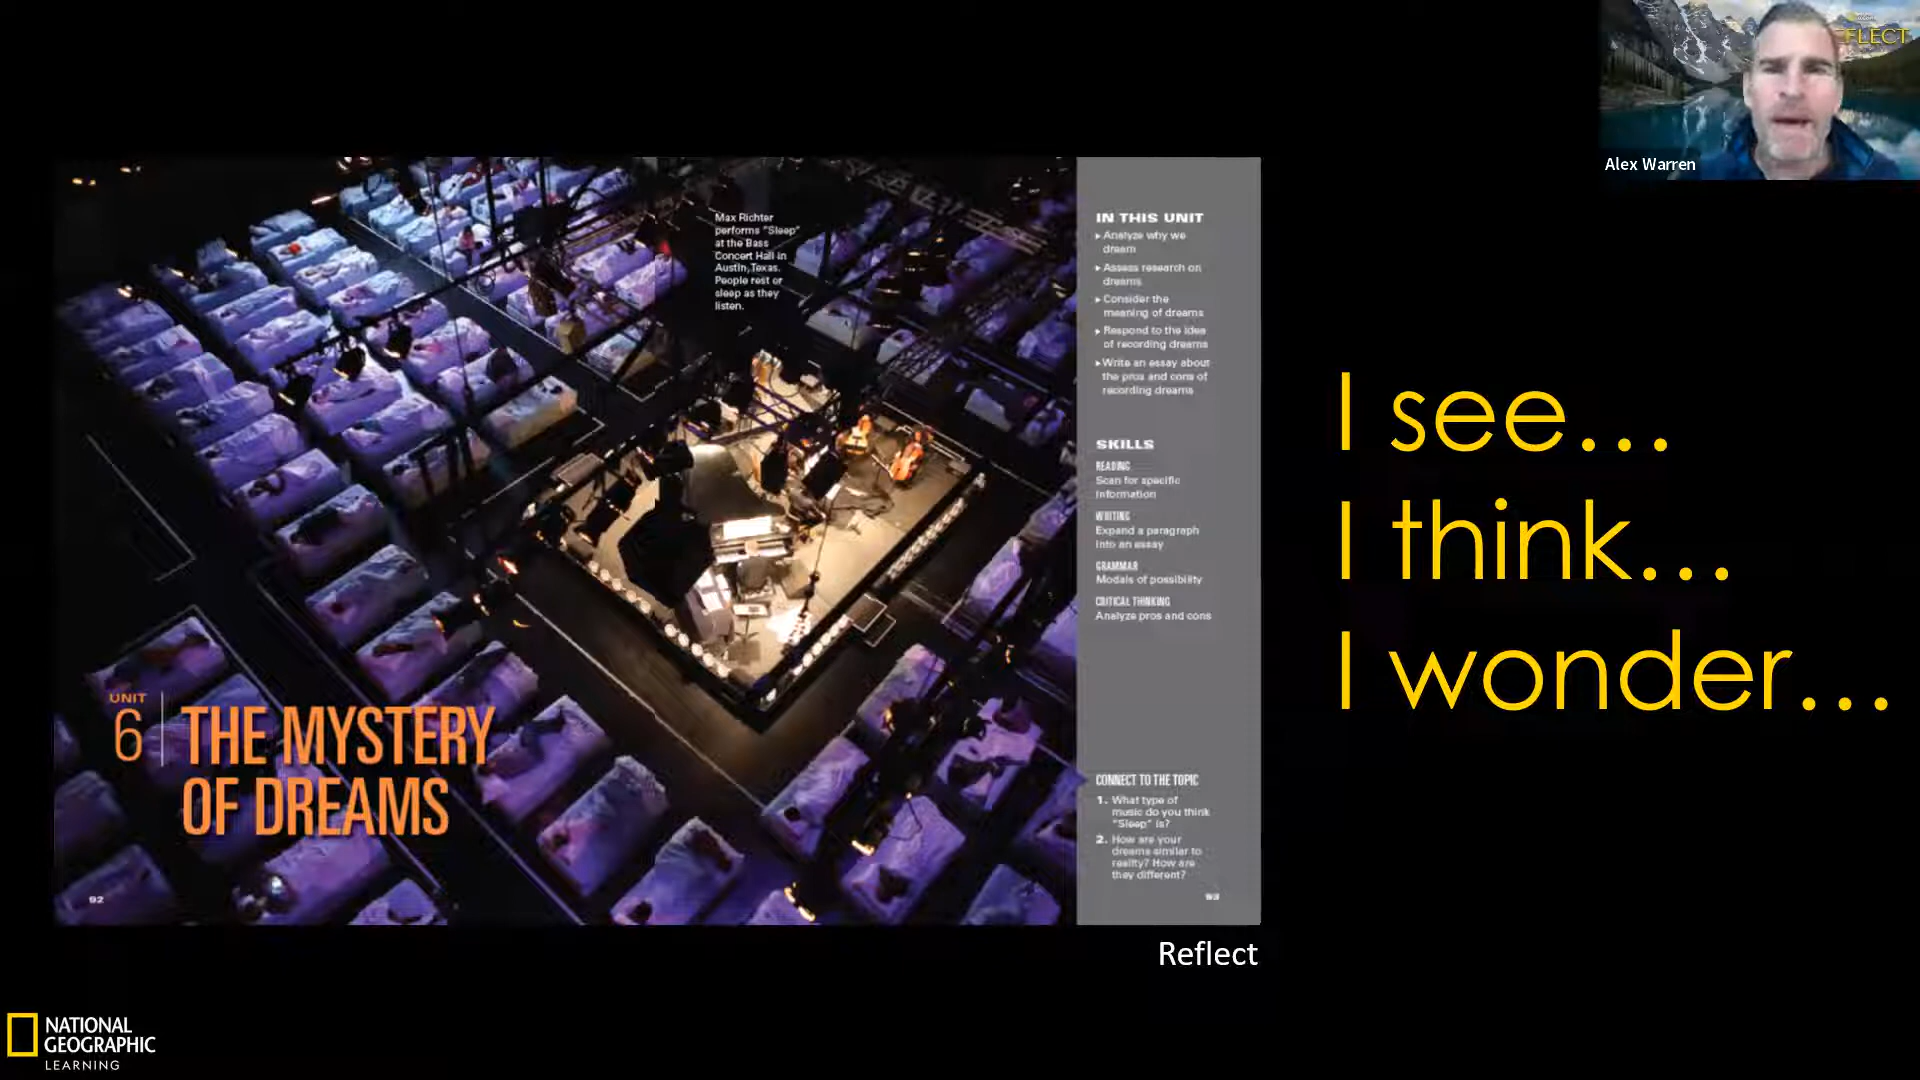 FLECT
Alex Warren
Max Richter
performs "Sleep"
at the Bass
Concert Hall in
Austin, Texas.
People rest or
sleep as they
listen.
UNIT
6
THE MYSTERY
OF DREAMS
92
IN THIS UNIT
▸ Analyze why we
dream
▸ Assess research on
dreams
▸ Consider the
meaning of dreams
▸ Respond to the idea
of recording dreams
▸ Write an essay about
the pros and cons of
recording dreams
SKILLS
READING
Scan for specific
information
WRITING
Expand a paragraph
into an essay
GRAMMAR
Modals of possibility
CRITICAL THINKING
Analyze pros and cons
CONNECT TO THE TOPIC
1. What type of
music do you think
"Sleep" is?
2. How are your
dreams similar to
reality? How are
they different?
93
Reflect
I see...
I think...
I wonder...
NATIONAL
GEOGRAPHIC
LEARNING